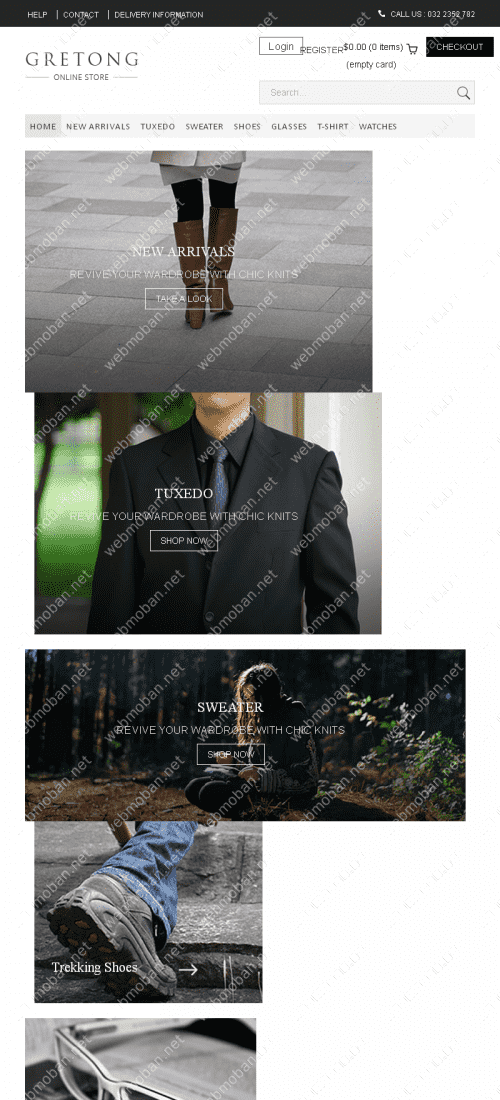 HELP | CONTACT | DELIVERY INFORMATION CALL US : 032 2352 782
Login REGISTER $0.00 (0 items) CHECKOUT
(empty card)
GRETONG
ONLINE STORE
Search...
HOME NEW ARRIVALS TUXEDO SWEATER SHOES GLASSES T-SHIRT WATCHES
NEW ARRIVALS
REVIVE YOUR WARDROBE WITH CHIC KNITS
TAKE A LOOK
TUXEDO
REVIVE YOUR WARDROBE WITH CHIC KNITS
SHOP NOW
SWEATER
REVIVE YOUR WARDROBE WITH CHIC KNITS
SHOP NOW
Trekking Shoes
webmoban.net